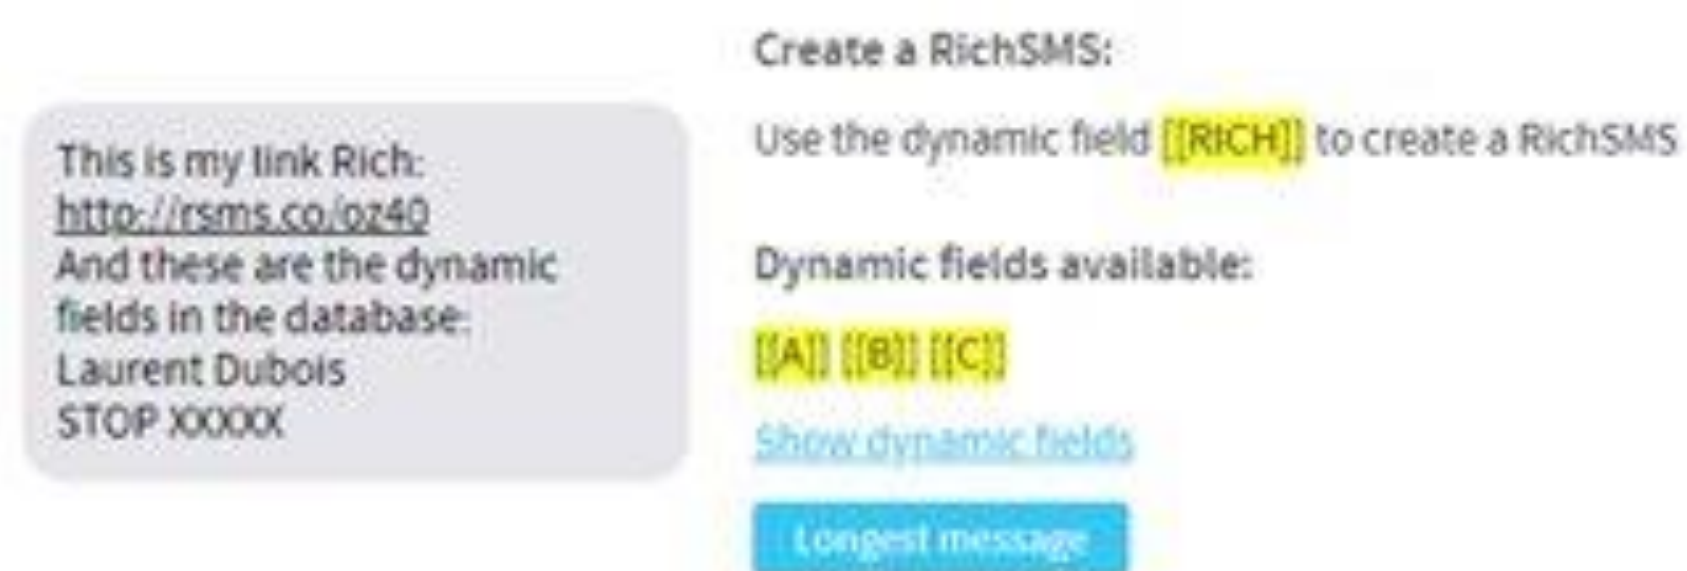 This is my link Rich:
http://rsms.co/oz40
And these are the dynamic
fields in the database:
Laurent Dubois
STOP XXXXX
Create a RichSMS:
Use the dynamic field [[RICH]] to create a RichSMS
Dynamic fields available:
[[A]] [[B]] [[C]]
Show dynamic fields
Longest message